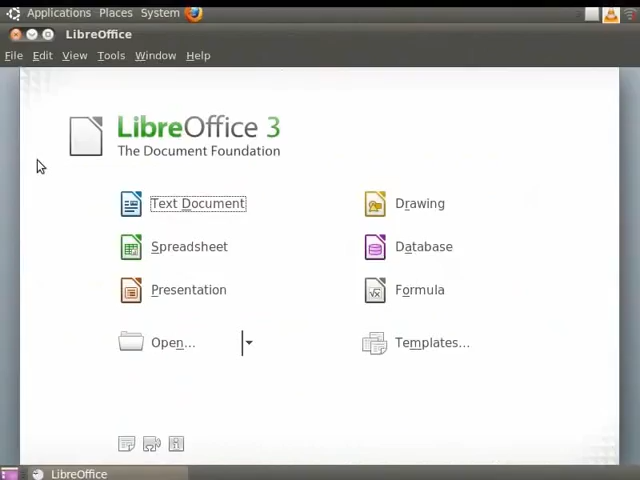 Applications Places System
LibreOffice
File Edit View Tools Window Help
LibreOffice 3
The Document Foundation
Text Document
Drawing
Spreadsheet
Database
Presentation
Formula
Open...
Templates...
LibreOffice